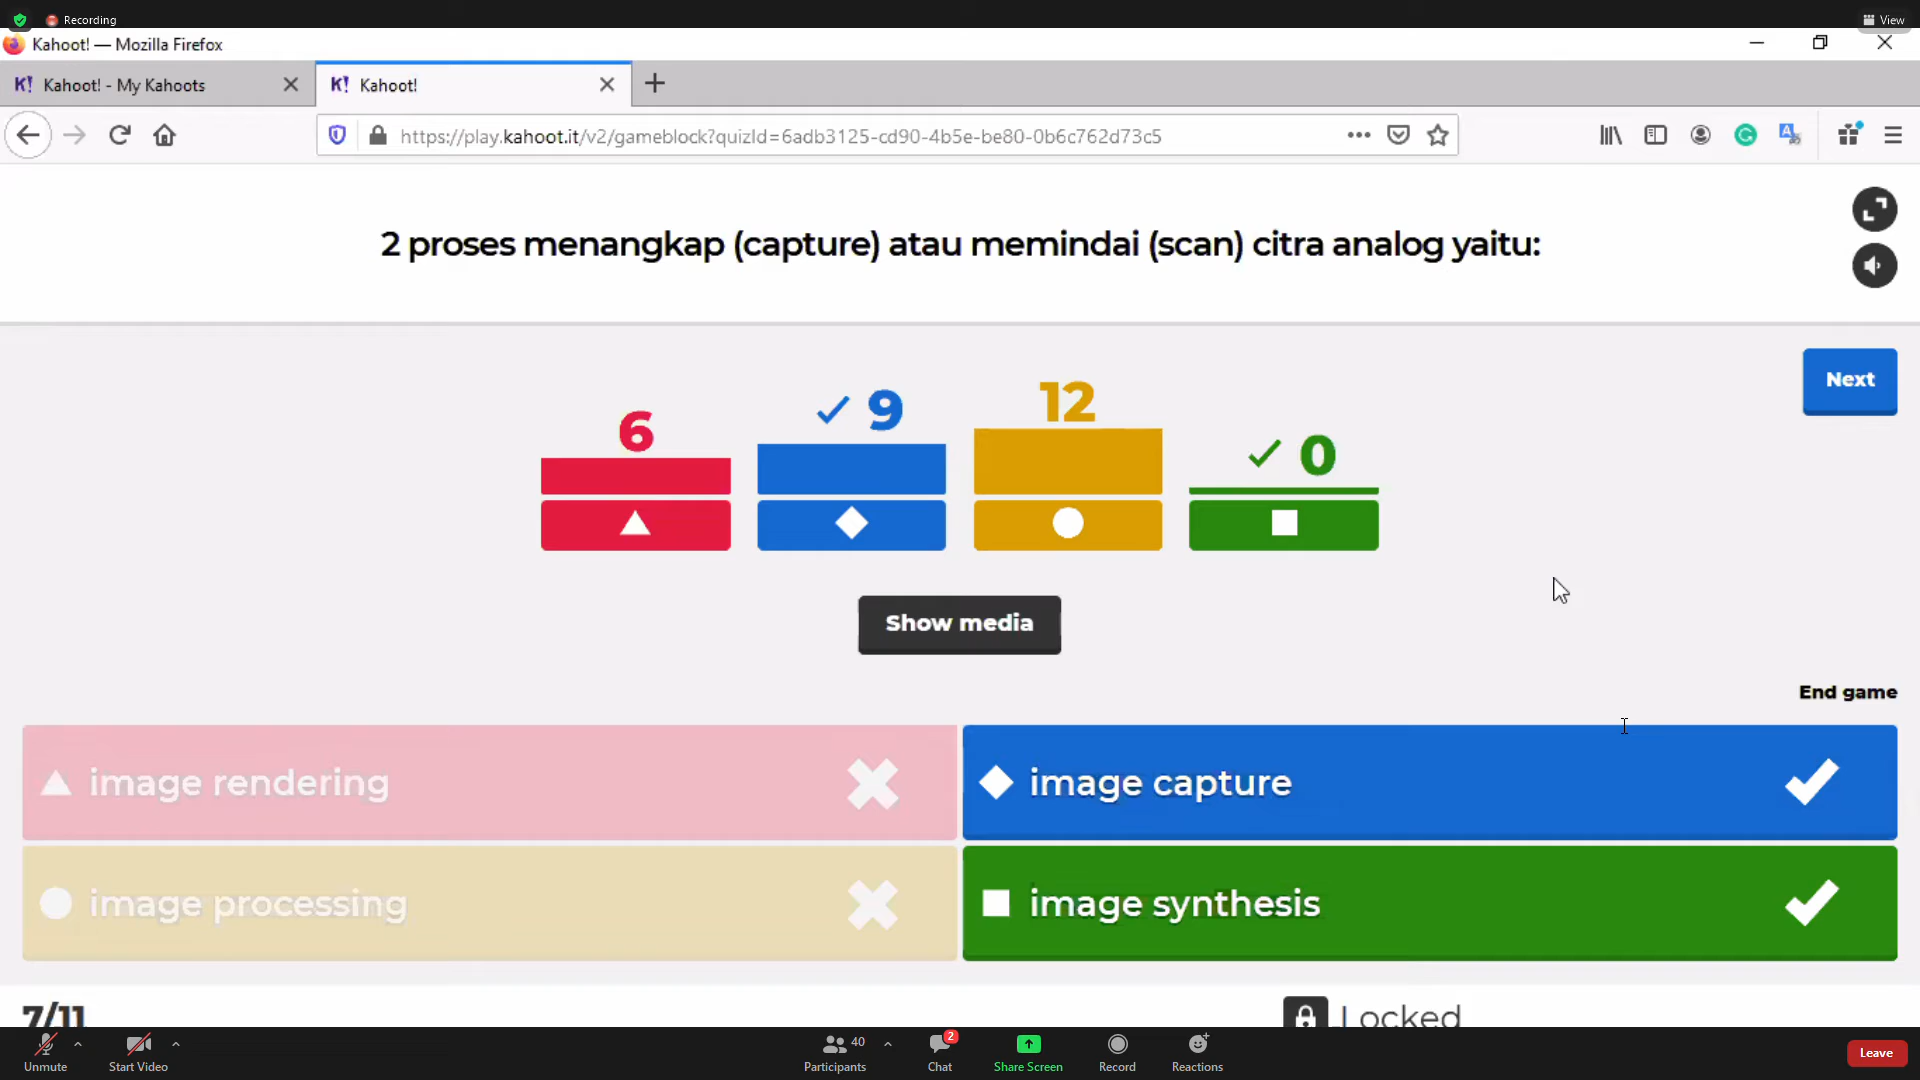 Recording
View
Kahoot! — Mozilla Firefox
K! Kahoot! - My Kahoots
K! Kahoot!
https://play.kahoot.it/v2/gameblock?quizId=6adb3125-cd90-4b5e-be80-0b6c762d73c5
2 proses menangkap (capture) atau memindai (scan) citra analog yaitu:
Next
6
9
12
0
Show media
End game
image rendering
image capture
image processing
image synthesis
7/11
Locked
Unmute
Start Video
40
Participants
2
Chat
Share Screen
Record
Reactions
Leave